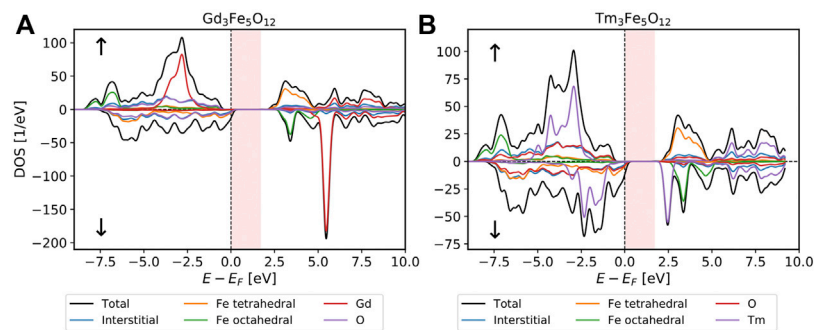 A
Gd₃Fe₅O₁₂
DOS [1/eV]
100
50
0
−50
−100
−150
−200
↑
↓
−7.5 −5.0 −2.5 0.0 2.5 5.0 7.5 10.0
E − E_F [eV]
Total Fe tetrahedral Gd
Interstitial Fe octahedral O
B
Tm₃Fe₅O₁₂
100
75
50
25
0
−25
−50
−75
↑
↓
−7.5 −5.0 −2.5 0.0 2.5 5.0 7.5 10.0
E − E_F [eV]
Total Fe tetrahedral O
Interstitial Fe octahedral Tm